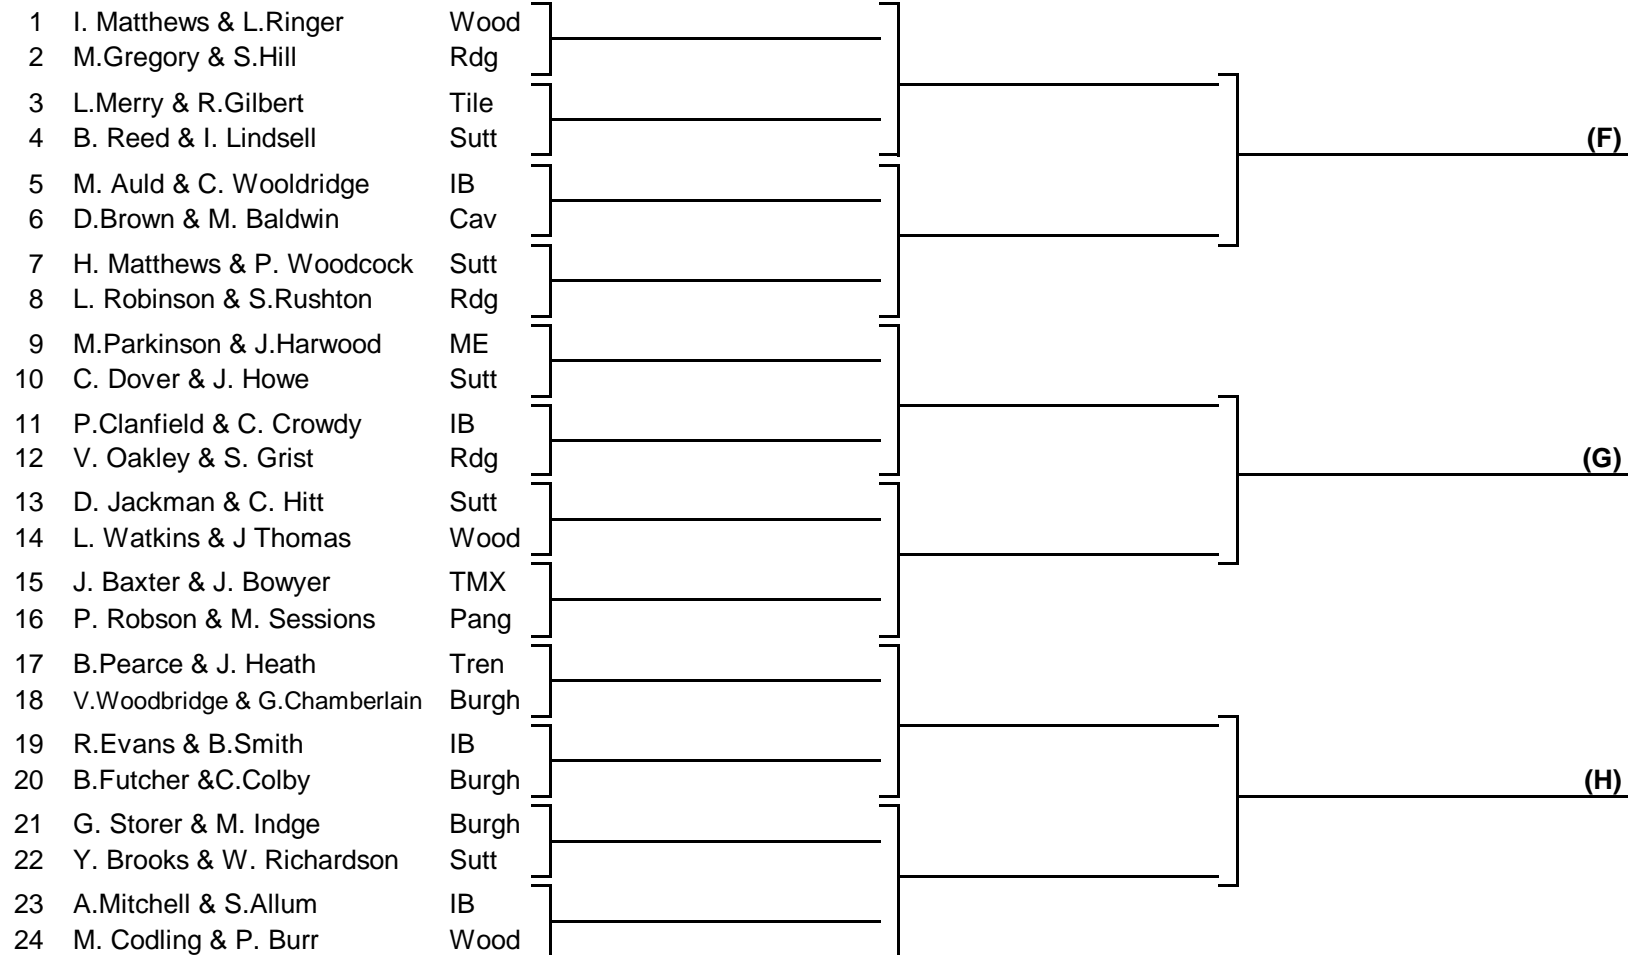 1 I. Matthews & L.Ringer Wood
2 M.Gregory & S.Hill Rdg
3 L.Merry & R.Gilbert Tile
4 B. Reed & I. Lindsell Sutt (F)
5 M. Auld & C. Wooldridge IB
6 D.Brown & M. Baldwin Cav
7 H. Matthews & P. Woodcock Sutt
8 L. Robinson & S.Rushton Rdg
9 M.Parkinson & J.Harwood ME
10 C. Dover & J. Howe Sutt
11 P.Clanfield & C. Crowdy IB
12 V. Oakley & S. Grist Rdg (G)
13 D. Jackman & C. Hitt Sutt
14 L. Watkins & J Thomas Wood
15 J. Baxter & J. Bowyer TMX
16 P. Robson & M. Sessions Pang
17 B.Pearce & J. Heath Tren
18 V.Woodbridge & G.Chamberlain Burgh
19 R.Evans & B.Smith IB
20 B.Futcher &C.Colby Burgh (H)
21 G. Storer & M. Indge Burgh
22 Y. Brooks & W. Richardson Sutt
23 A.Mitchell & S.Allum IB
24 M. Codling & P. Burr Wood